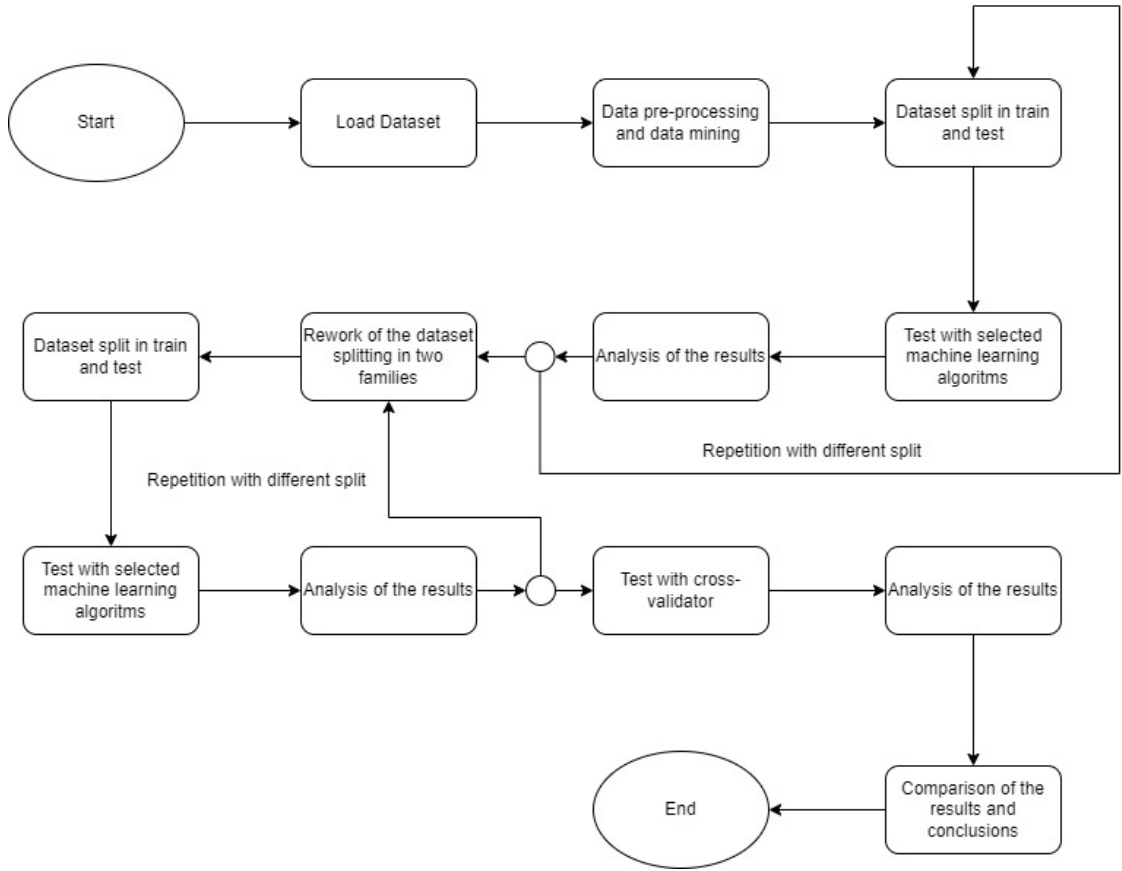 Start
Load Dataset
Data pre-processing
and data mining
Dataset split in train
and test
Dataset split in train
and test
Rework of the dataset
splitting in two
families
Analysis of the results
Test with selected
machine learning
algoritms
Repetition with different split
Repetition with different split
Test with selected
machine learning
algoritms
Analysis of the results
Test with cross-
validator
Analysis of the results
End
Comparison of the
results and
conclusions